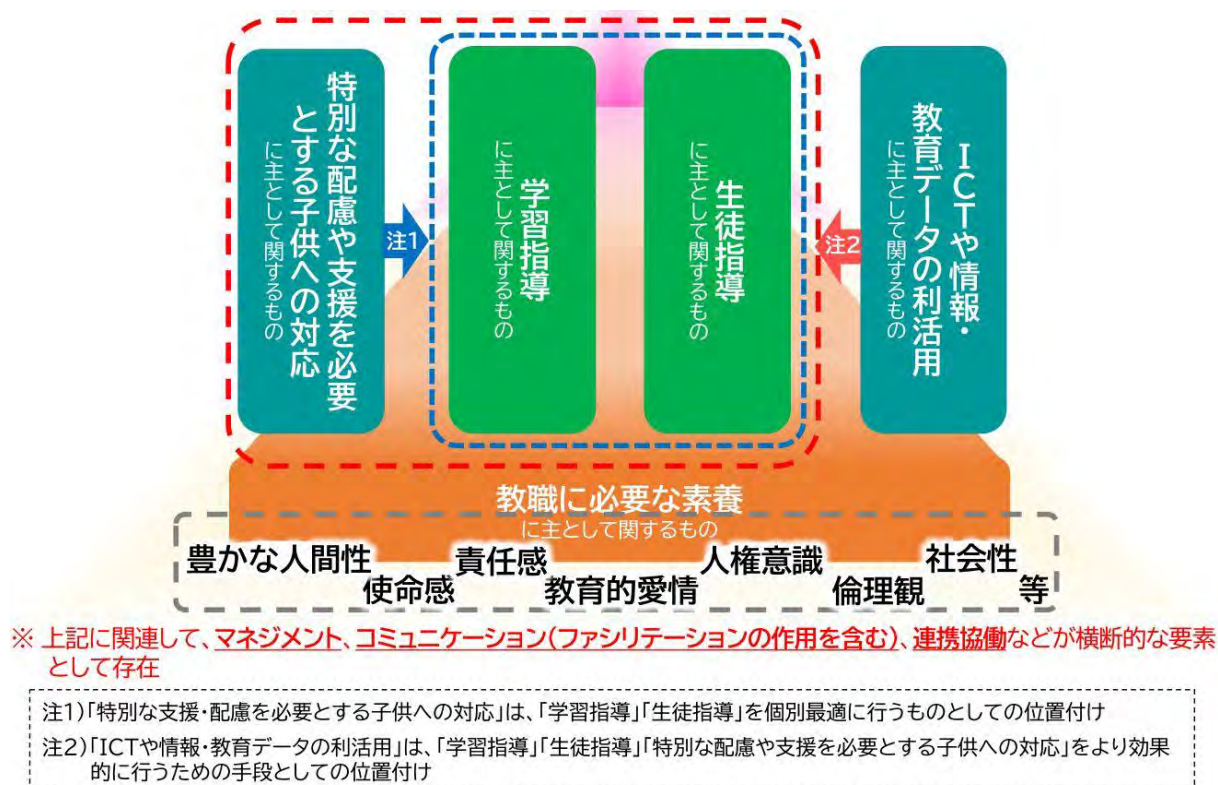 特別な配慮や支援を必要
とする子供への対応
に主として関するもの
注1
学習指導
に主として関するもの
生徒指導
に主として関するもの
注2
ICTや情報・
教育データの利活用
に主として関するもの
教職に必要な素養
に主として関するもの
豊かな人間性
使命感
責任感
教育的愛情
人権意識
倫理観
社会性
等
※ 上記に関連して、マネジメント、コミュニケーション(ファシリテーションの作用を含む)、連携協働などが横断的な要素
として存在
注1)「特別な支援・配慮を必要とする子供への対応」は、「学習指導」「生徒指導」を個別最適に行うものとしての位置付け
注2)「ICTや情報・教育データの利活用」は、「学習指導」「生徒指導」「特別な配慮や支援を必要とする子供への対応」をより効果
的に行うための手段としての位置付け